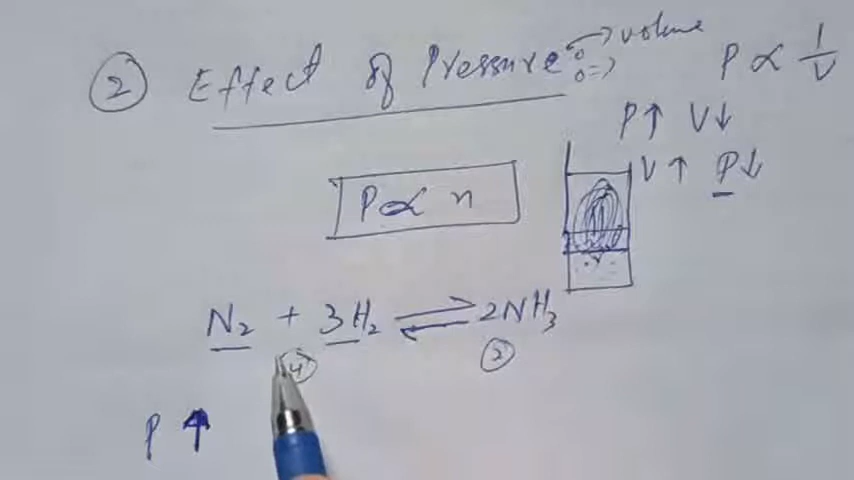 ② Effect of Pressure :=> → volume P ∝ 1/V
P↑ V↓
V↑ P↓
P ∝ n
N₂ + 3H₂ ⇌ 2NH₃
④ ②
P ↑